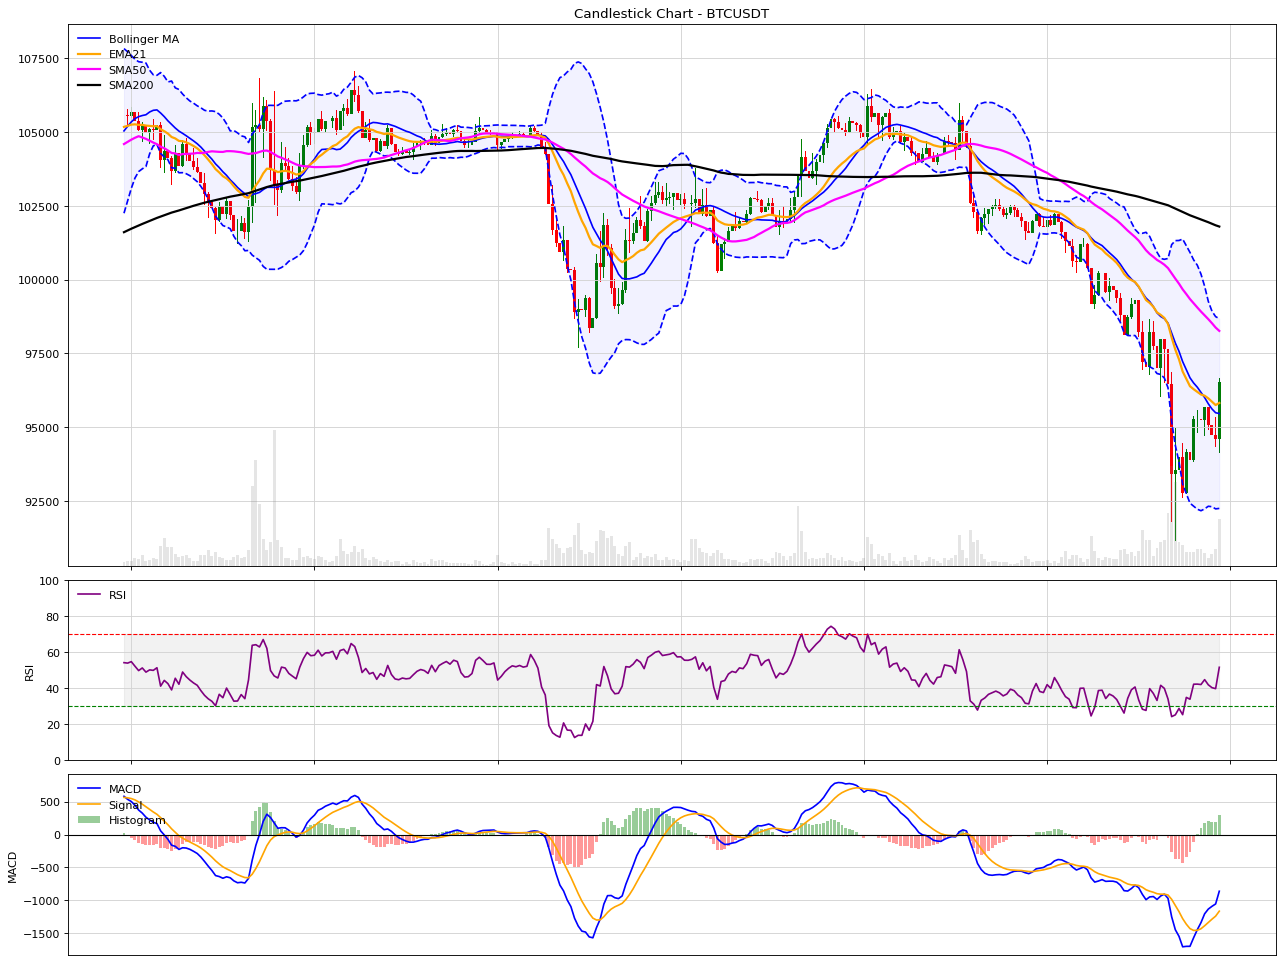 Candlestick Chart - BTCUSDT
Bollinger MA
EMA21
SMA50
SMA200
107500
105000
102500
100000
97500
95000
92500
RSI
100
80
60
40
20
0
RSI
MACD
Signal
Histogram
500
0
−500
−1000
−1500
MACD